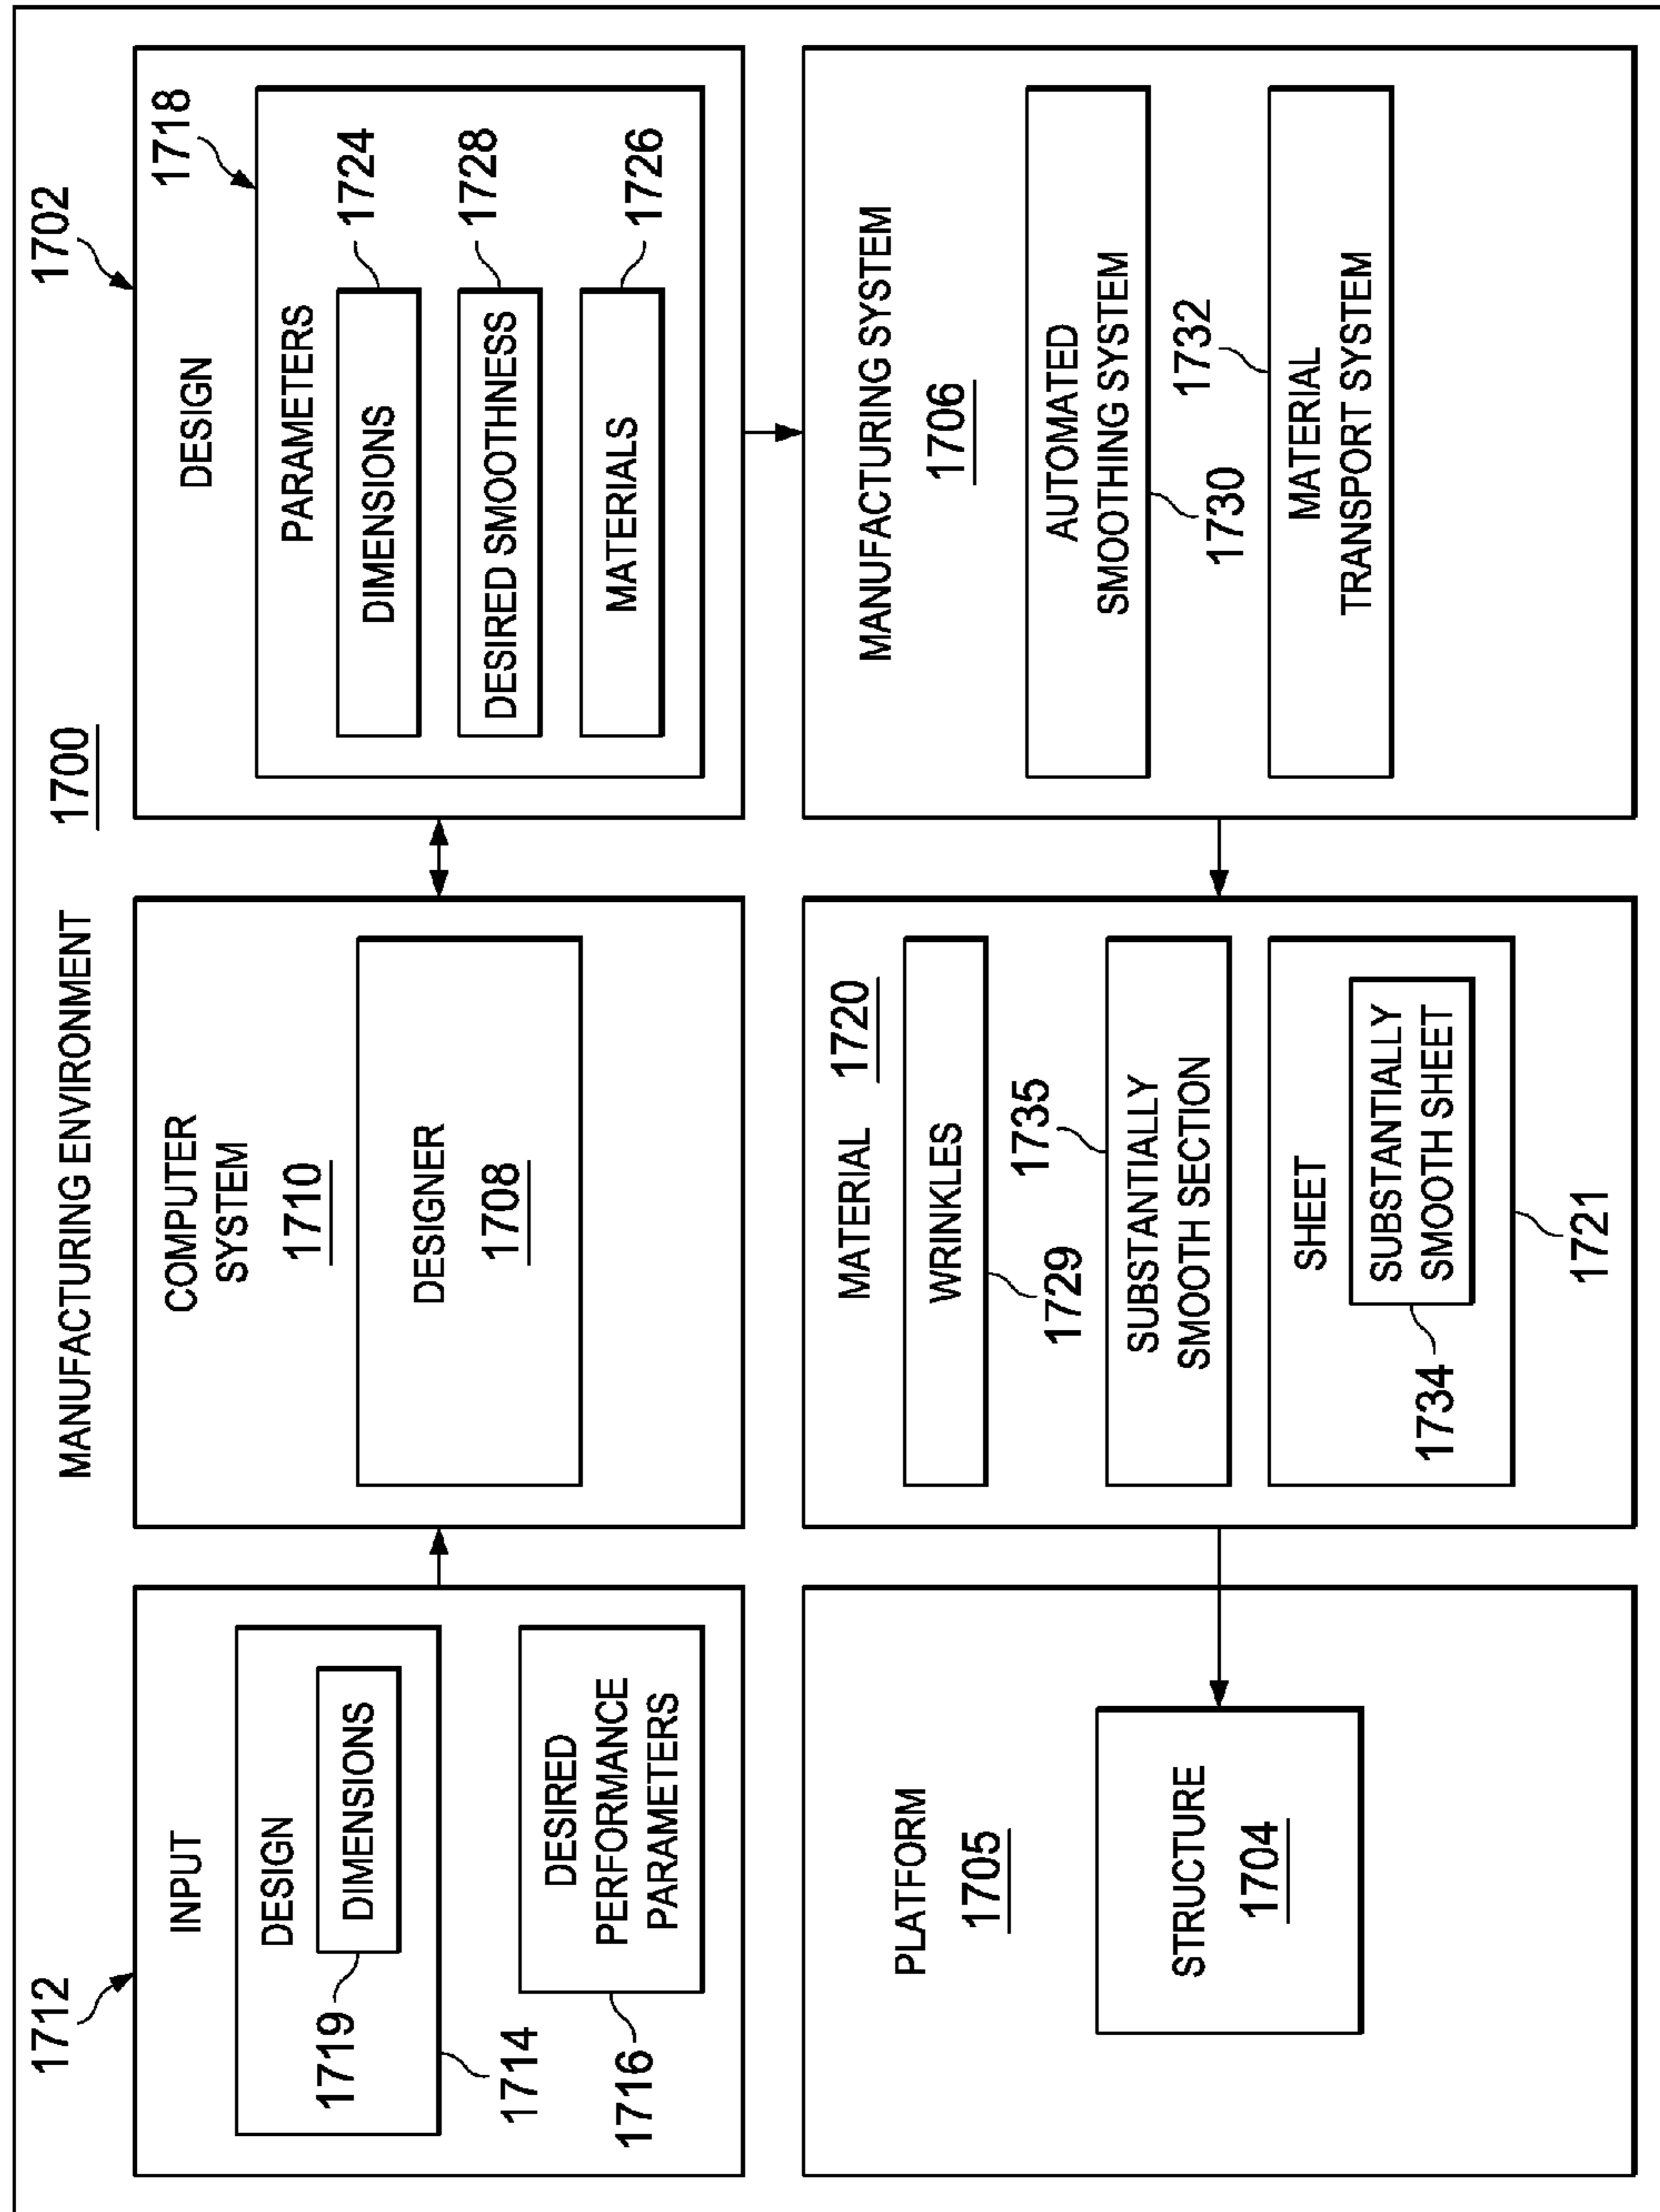 MANUFACTURING ENVIRONMENT
1700
1712
INPUT
DESIGN
DIMENSIONS
1719
1714
DESIRED
PERFORMANCE
PARAMETERS
1716
COMPUTER
SYSTEM
1710
DESIGNER
1708
1702
DESIGN
1718
PARAMETERS
DIMENSIONS
1724
DESIRED SMOOTHNESS
1728
MATERIALS
1726
PLATFORM
1705
STRUCTURE
1704
MATERIAL
1720
WRINKLES
1729
1735
SUBSTANTIALLY
SMOOTH SECTION
SHEET
SUBSTANTIALLY
SMOOTH SHEET
1734
1721
MANUFACTURING SYSTEM
1706
AUTOMATED
SMOOTHING SYSTEM
1730
1732
MATERIAL
TRANSPORT SYSTEM